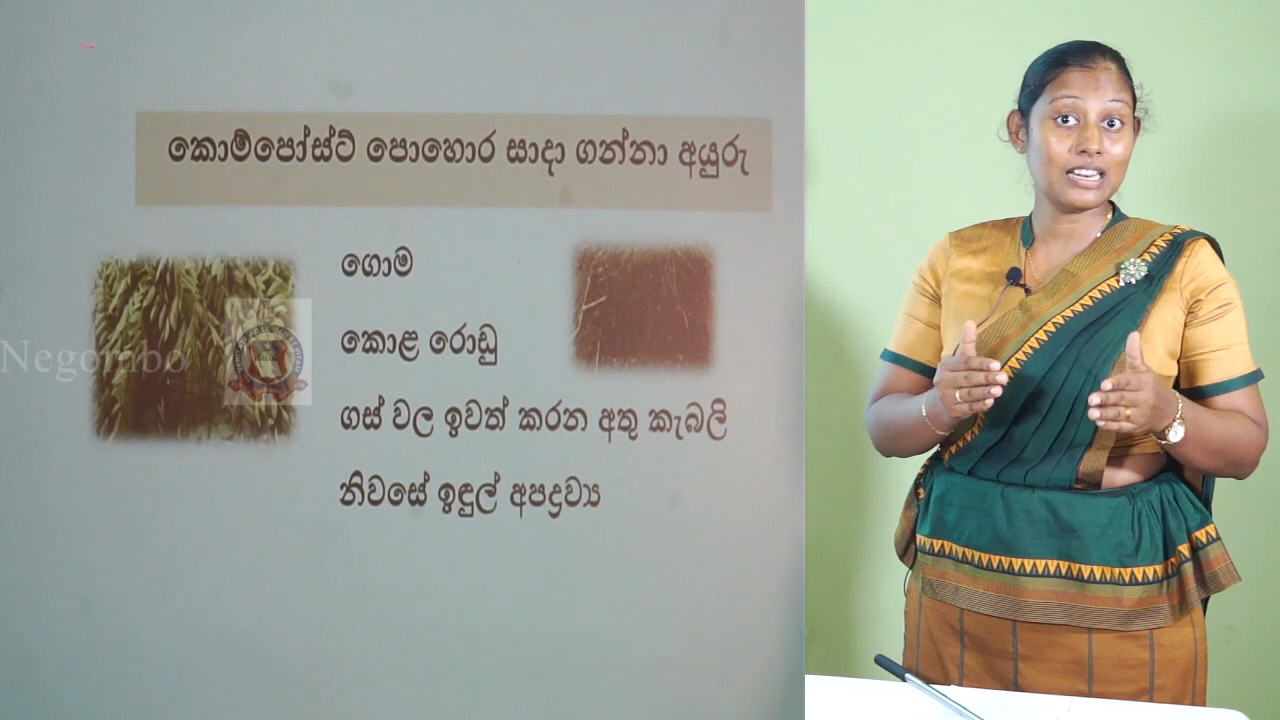 කොම්පෝස්ට් පොහොර සාදා ගන්නා අයුරු
ගොම
කොළ රොඩු
ගස් වල ඉවත් කරන අතු කැබලි
නිවසේ ඉඳුල් අපද්‍රව්‍ය
Negombo